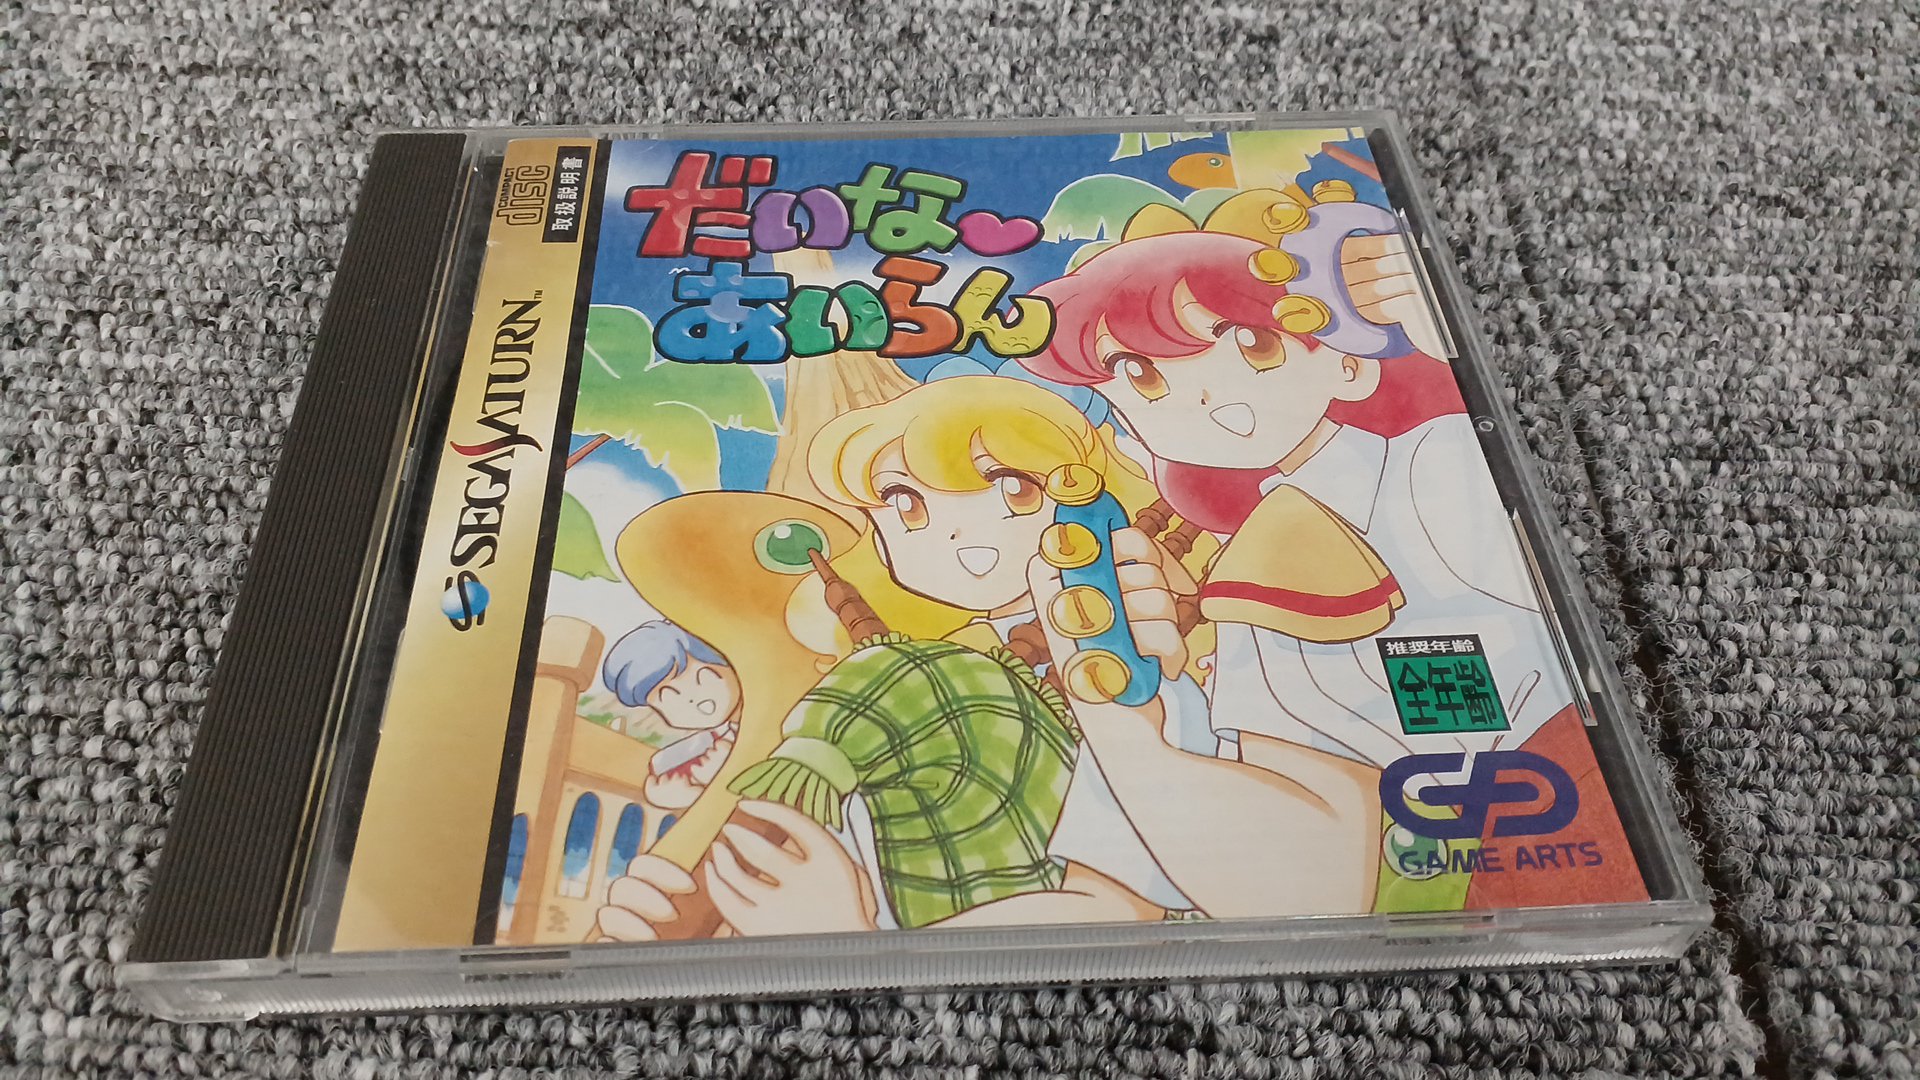 COMPACT
disc
取扱説明書
SEGA SATURN™
だいな♥
あいらん
推奨年齢
全年齢
GAME ARTS